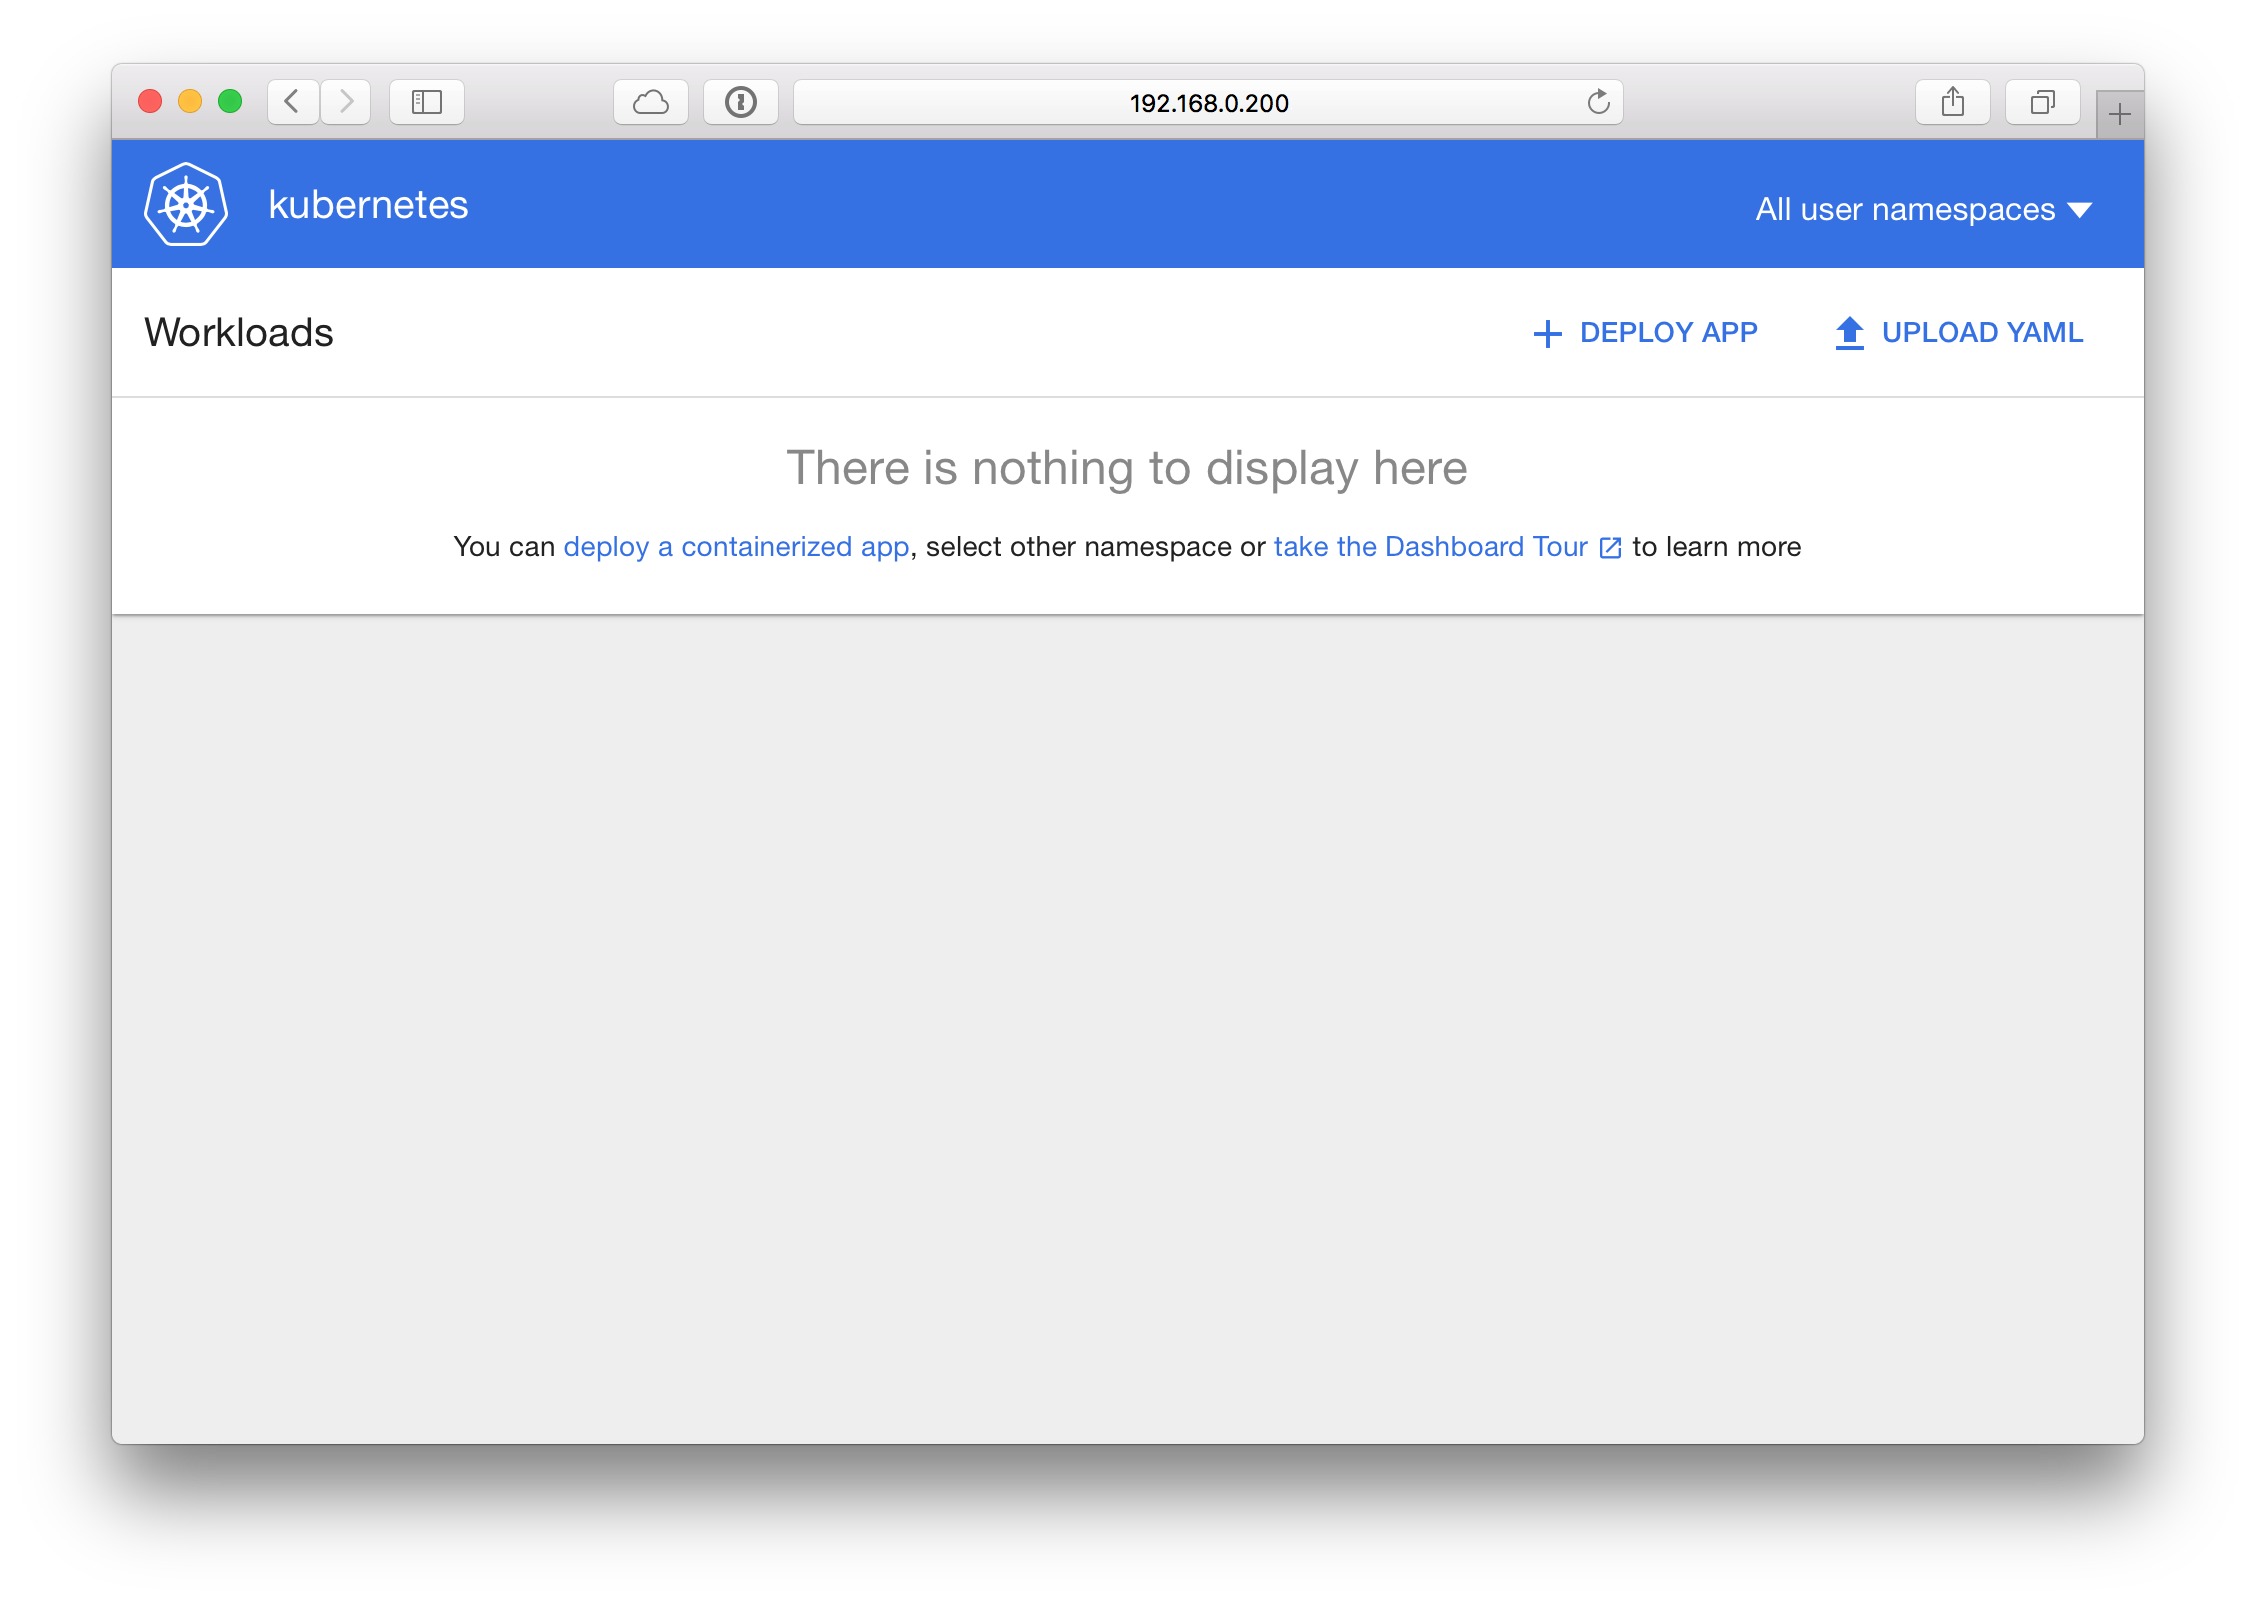 192.168.0.200
kubernetes
All user namespaces
Workloads
DEPLOY APP
UPLOAD YAML
There is nothing to display here
You can deploy a containerized app, select other namespace or take the Dashboard Tour to learn more